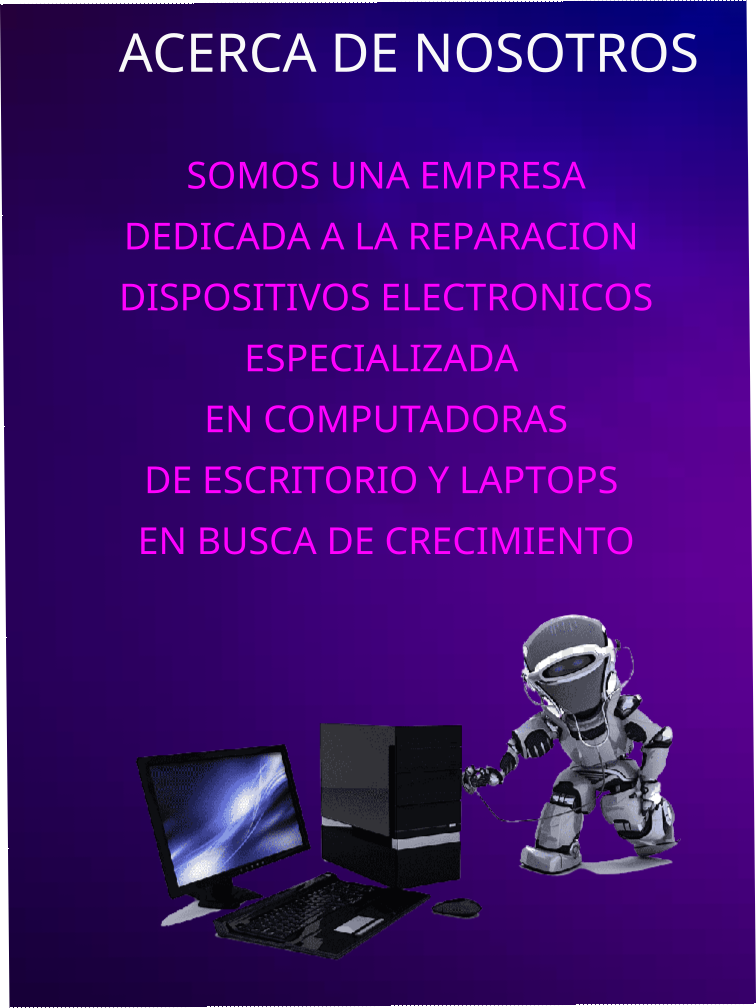 ACERCA DE NOSOTROS
SOMOS UNA EMPRESA
DEDICADA A LA REPARACION
DISPOSITIVOS ELECTRONICOS
ESPECIALIZADA
EN COMPUTADORAS
DE ESCRITORIO Y LAPTOPS
EN BUSCA DE CRECIMIENTO